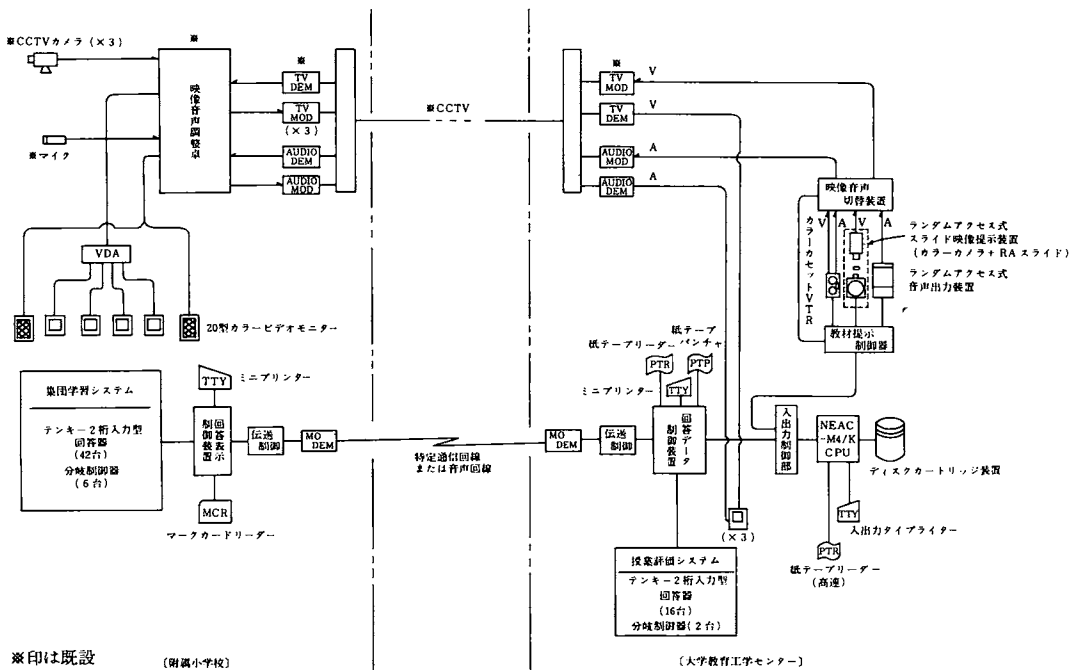 ※CCTVカメラ (×3)
※
映像音声調整卓
※マイク
※
TV
DEM
TV
MOD
(×3)
AUDIO
DEM
AUDIO
MOD
※CCTV
※
TV
MOD
V
TV
DEM
V
AUDIO
MOD
A
AUDIO
DEM
A
映像音声
切替装置
V
A
V
A
カラーカセットVTR
ランダムアクセス式
スライド映像提示装置
(カラーカメラ+RAスライド)
ランダムアクセス式
音声出力装置
教材提示
制御器
VDA
20型カラービデオモニター
集団学習システム
テンキー2桁入力型
回答器
(42台)
分岐制御器
(6台)
TTY
ミニプリンター
回答表示
制御装置
MCR
マークカードリーダー
伝送
制御
MO
DEM
特定通信回線
または音声回線
MO
DEM
伝送
制御
紙テープリーダー
紙テープ
パンチャ
PTR
PTP
ミニプリンター
TTY
回答データ
制御装置
入出力制御部
NEAC
-M4/K
CPU
ディスクカートリッジ装置
TTY
入出力タイプライター
PTR
紙テープリーダー
(高速)
(×3)
授業評価システム
テンキー2桁入力型
回答器
(16台)
分岐制御器(2台)
※印は既設
〔附属小学校〕
〔大学教育工学センター〕